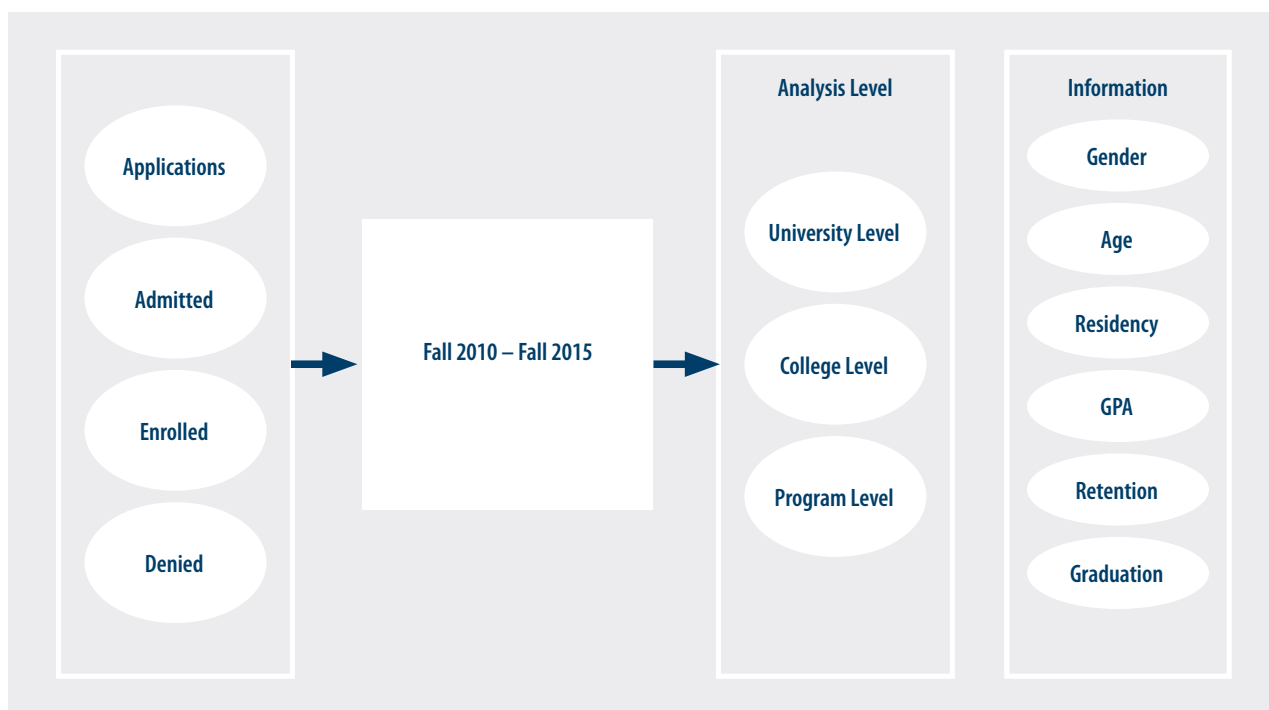 Applications
Admitted
Enrolled
Denied
Fall 2010 – Fall 2015
Analysis Level
University Level
College Level
Program Level
Information
Gender
Age
Residency
GPA
Retention
Graduation